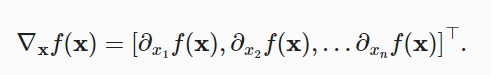 ∇ₓf(𝐱) = [∂ₓ₁f(𝐱), ∂ₓ₂f(𝐱), … ∂ₓₙf(𝐱)]⊤.